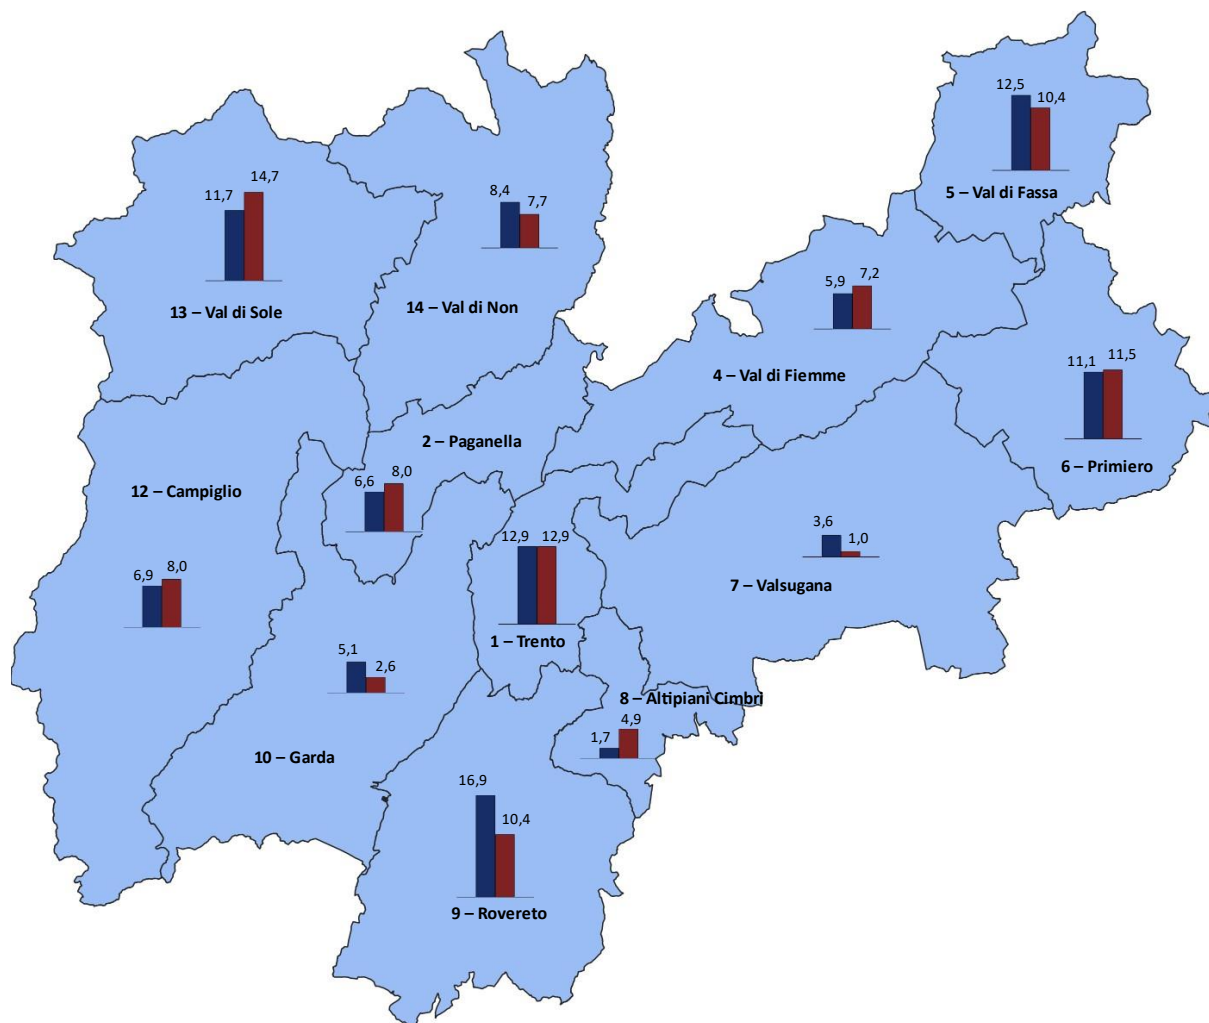 12,5
10,4
5 – Val di Fassa
11,7
14,7
13 – Val di Sole
8,4
7,7
14 – Val di Non
5,9
7,2
4 – Val di Fiemme
11,1
11,5
6 – Primiero
2 – Paganella
6,6
8,0
12 – Campiglio
6,9
8,0
12,9
12,9
1 – Trento
3,6
1,0
7 – Valsugana
5,1
2,6
10 – Garda
8 – Altipiani Cimbri
1,7
4,9
16,9
10,4
9 – Rovereto